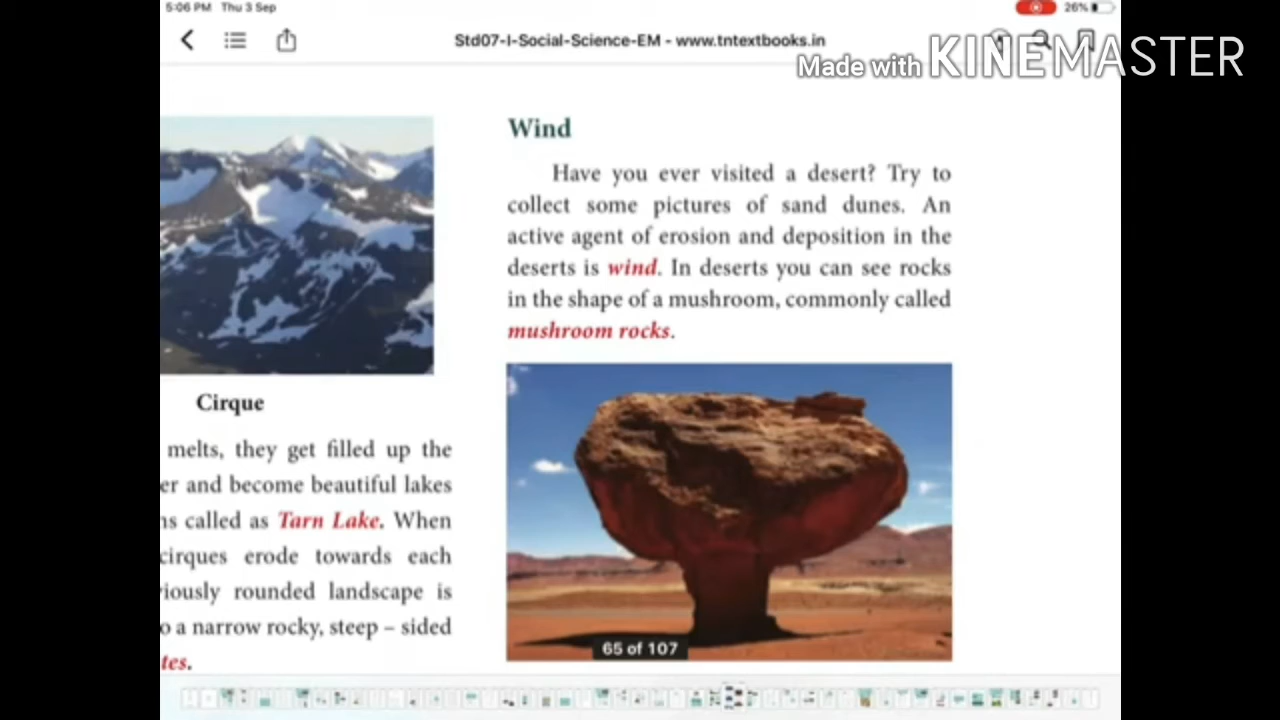 5:06 PM Thu 3 Sep
26%
Std07-I-Social-Science-EM - www.tntextbooks.in
Made with KINEMASTER
Cirque
melts, they get filled up the
er and become beautiful lakes
ns called as Tarn Lake. When
cirques erode towards each
iously rounded landscape is
o a narrow rocky, steep – sided
tes.
Wind
Have you ever visited a desert? Try to
collect some pictures of sand dunes. An
active agent of erosion and deposition in the
deserts is wind. In deserts you can see rocks
in the shape of a mushroom, commonly called
mushroom rocks.
65 of 107